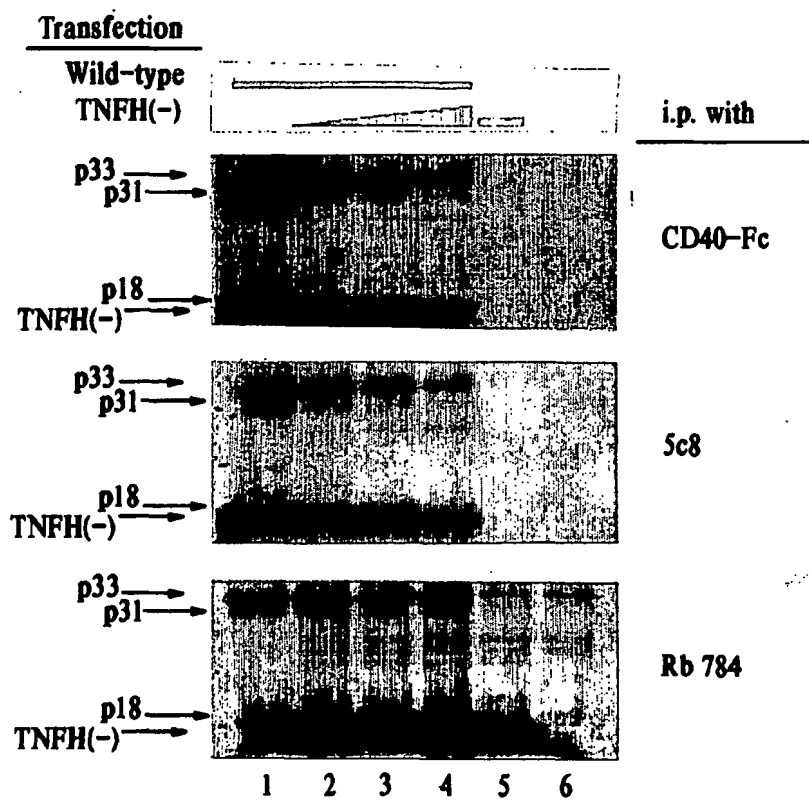 Transfection
Wild-type
TNFH(-)
i.p. with
p33
p31
CD40-Fc
p18
TNFH(-)
p33
p31
5c8
p18
TNFH(-)
p33
p31
Rb 784
p18
TNFH(-)
1 2 3 4 5 6